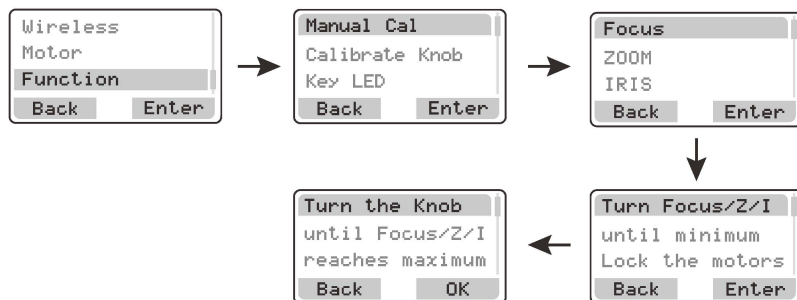 Wireless
Motor
Function
Back Enter
Manual Cal
Calibrate Knob
Key LED
Back Enter
Focus
ZOOM
IRIS
Back Enter
Turn Focus/Z/I
until minimum
Lock the motors
Back Enter
Turn the Knob
until Focus/Z/I
reaches maximum
Back OK